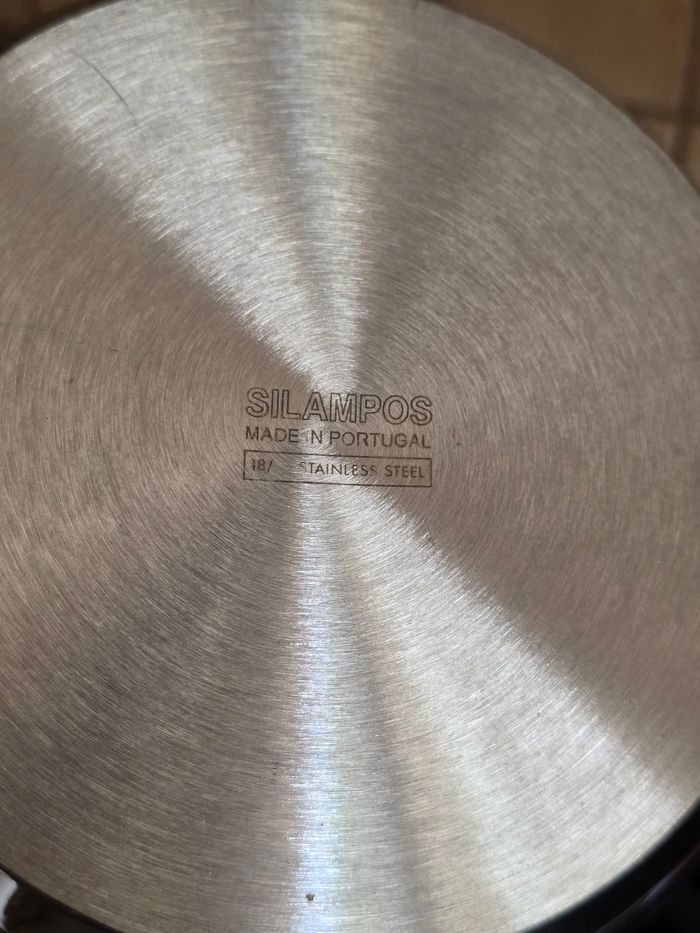 SILAMPOS
MADE IN PORTUGAL
18/ STAINLESS STEEL